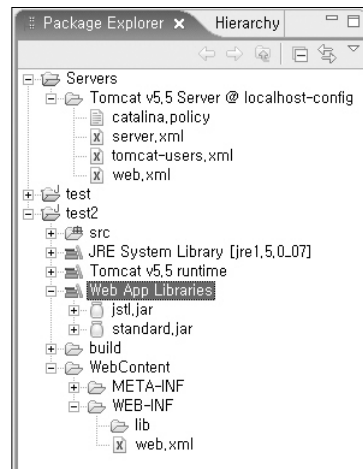 Package Explorer
Hierarchy
Servers
Tomcat v5.5 Server @ localhost-config
catalina.policy
server.xml
tomcat-users.xml
web.xml
test
test2
src
JRE System Library [jre1.5.0_07]
Tomcat v5.5 runtime
Web App Libraries
jstl.jar
standard.jar
build
WebContent
META-INF
WEB-INF
lib
web.xml